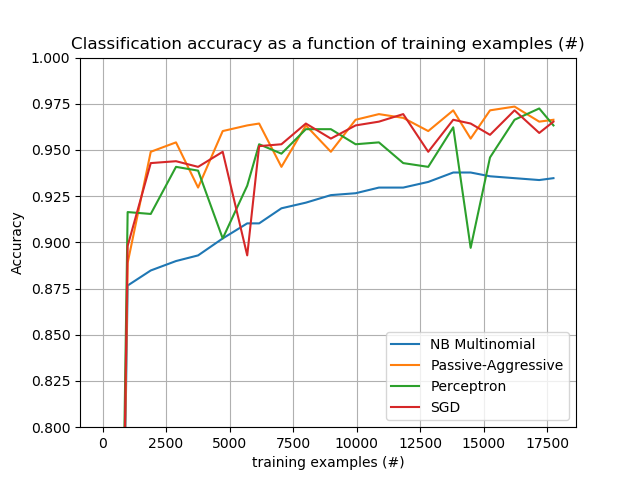 Classification accuracy as a function of training examples (#)
1.000
0.975
0.950
0.925
0.900
0.875
0.850
0.825
0.800
Accuracy
NB Multinomial
Passive-Aggressive
Perceptron
SGD
0 2500 5000 7500 10000 12500 15000 17500
training examples (#)